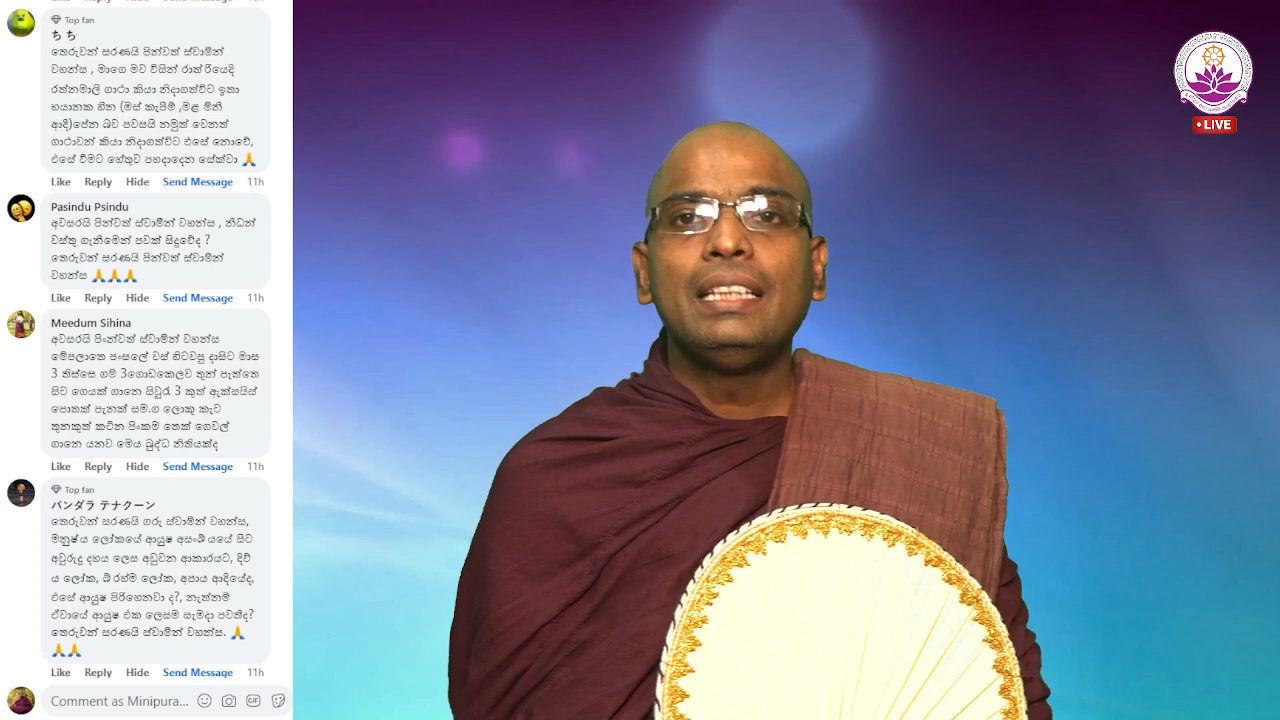 Top fan
ち ち
තෙරුවන් සරණයි පින්වත් ස්වාමින්
වහන්ස , මාගෙ මව විසින් රාත්‍රියෙදි
රත්නමාලි ගාථා කියා නිදාගත්විට ඉතා
භයානක හීන (මස් කැපීම් ,මළ මිනී
ආදී)පේන බව පවසයි නමුත් වෙනත්
ගාථාවන් කියා නිදාගත්විට එසේ නොවේ,
එසේ වීමට හේතුව පහදාදෙන සේක්වා 🙏
Like Reply Hide Send Message 11h
Pasindu Psindu
අවසරයි පින්වත් ස්වාමීන් වහන්ස , නිධන්
වස්තු ගැනීමෙන් පවක් සිදුවේද ?
තෙරුවන් සරණයි පින්වත් ස්වාමීන්
වහන්ස 🙏🙏🙏
Like Reply Hide Send Message 11h
Meedum Sihina
අවසරයි පිංන්වත් ස්වාමීන් වහන්ස
මේපලාතෙ පංසලේ වස් හිටවපු දාසිට මාස
3 තිස්සෙ ගම් 3ගොඩකෙලව තුන් පැත්තෙ
සිට ගෙයක් ගානෙ සිවුරැ 3 කුත් ඇක්සයිස්
පොතක් පැනක් සම.ග ලොකු කැට
තුනකුත් කටින පිංකම තෙක් ගෙවල්
ගානෙ යනව මෙය බුද්ධ නීතියක්ද
Like Reply Hide Send Message 11h
Top fan
バンダラ テナクーン
තෙරුවන් සරණයි ගරු ස්වාමීන් වහන්ස,
මනුෂ්ය ලෝකයේ ආයුෂ අසංඛ්‍යයේ සිට
අවුරුදු දහය ලෙස අඩුවන ආකාරයට, දිව්
ය ලෝක, බ්‍රහ්ම ලෝක, අපාය ආදියේද,
එසේ ආයුෂ පිරිහෙනවා ද?, නැත්නම්
ඒවායේ ආයුෂ එක ලෙසම සැමදා පවතීද?
තෙරුවන් සරණයි ස්වාමීන් වහන්ස. 🙏
🙏🙏
Like Reply Hide Send Message 11h
Comment as Minipura...
GIF
• LIVE